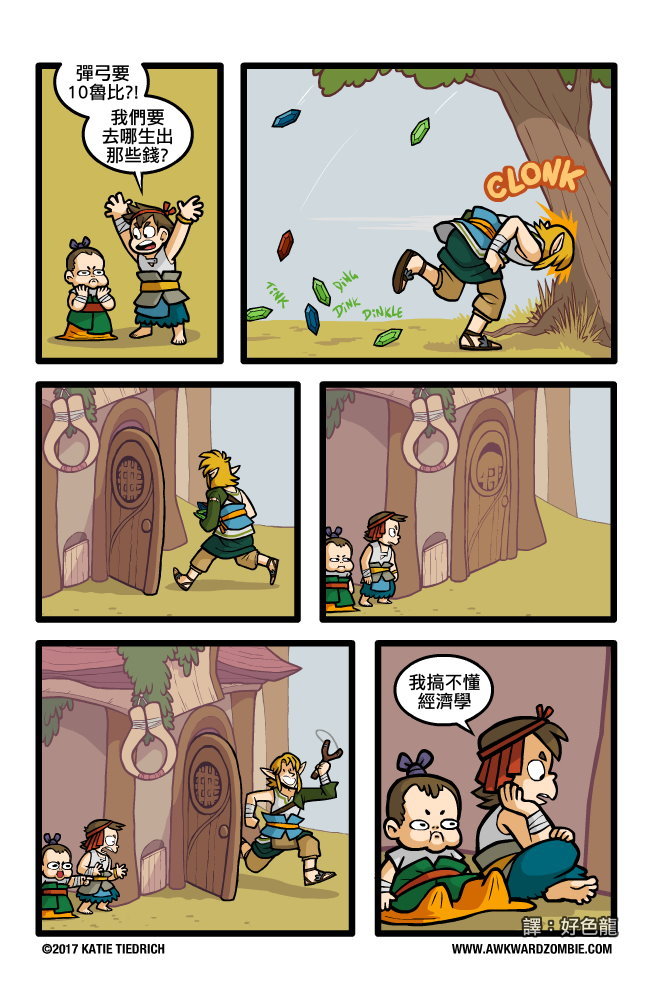 彈弓要
10魯比?!
我們要
去哪生出
那些錢?
CLONK
TiNK
DiNG
DiNK
DiNKLE
我搞不懂
經濟學
譯：好色龍
©2017 KATIE TIEDRICH
WWW.AWKWARDZOMBIE.COM